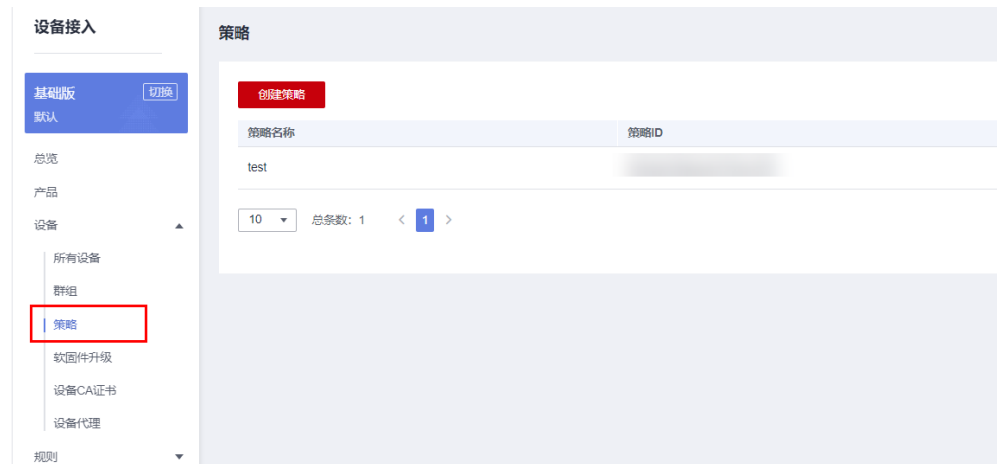 设备接入
基础版 切换
默认
总览
产品
设备
所有设备
群组
策略
软固件升级
设备CA证书
设备代理
规则
策略
创建策略
策略名称 策略ID
test
10 总条数: 1 < 1 >